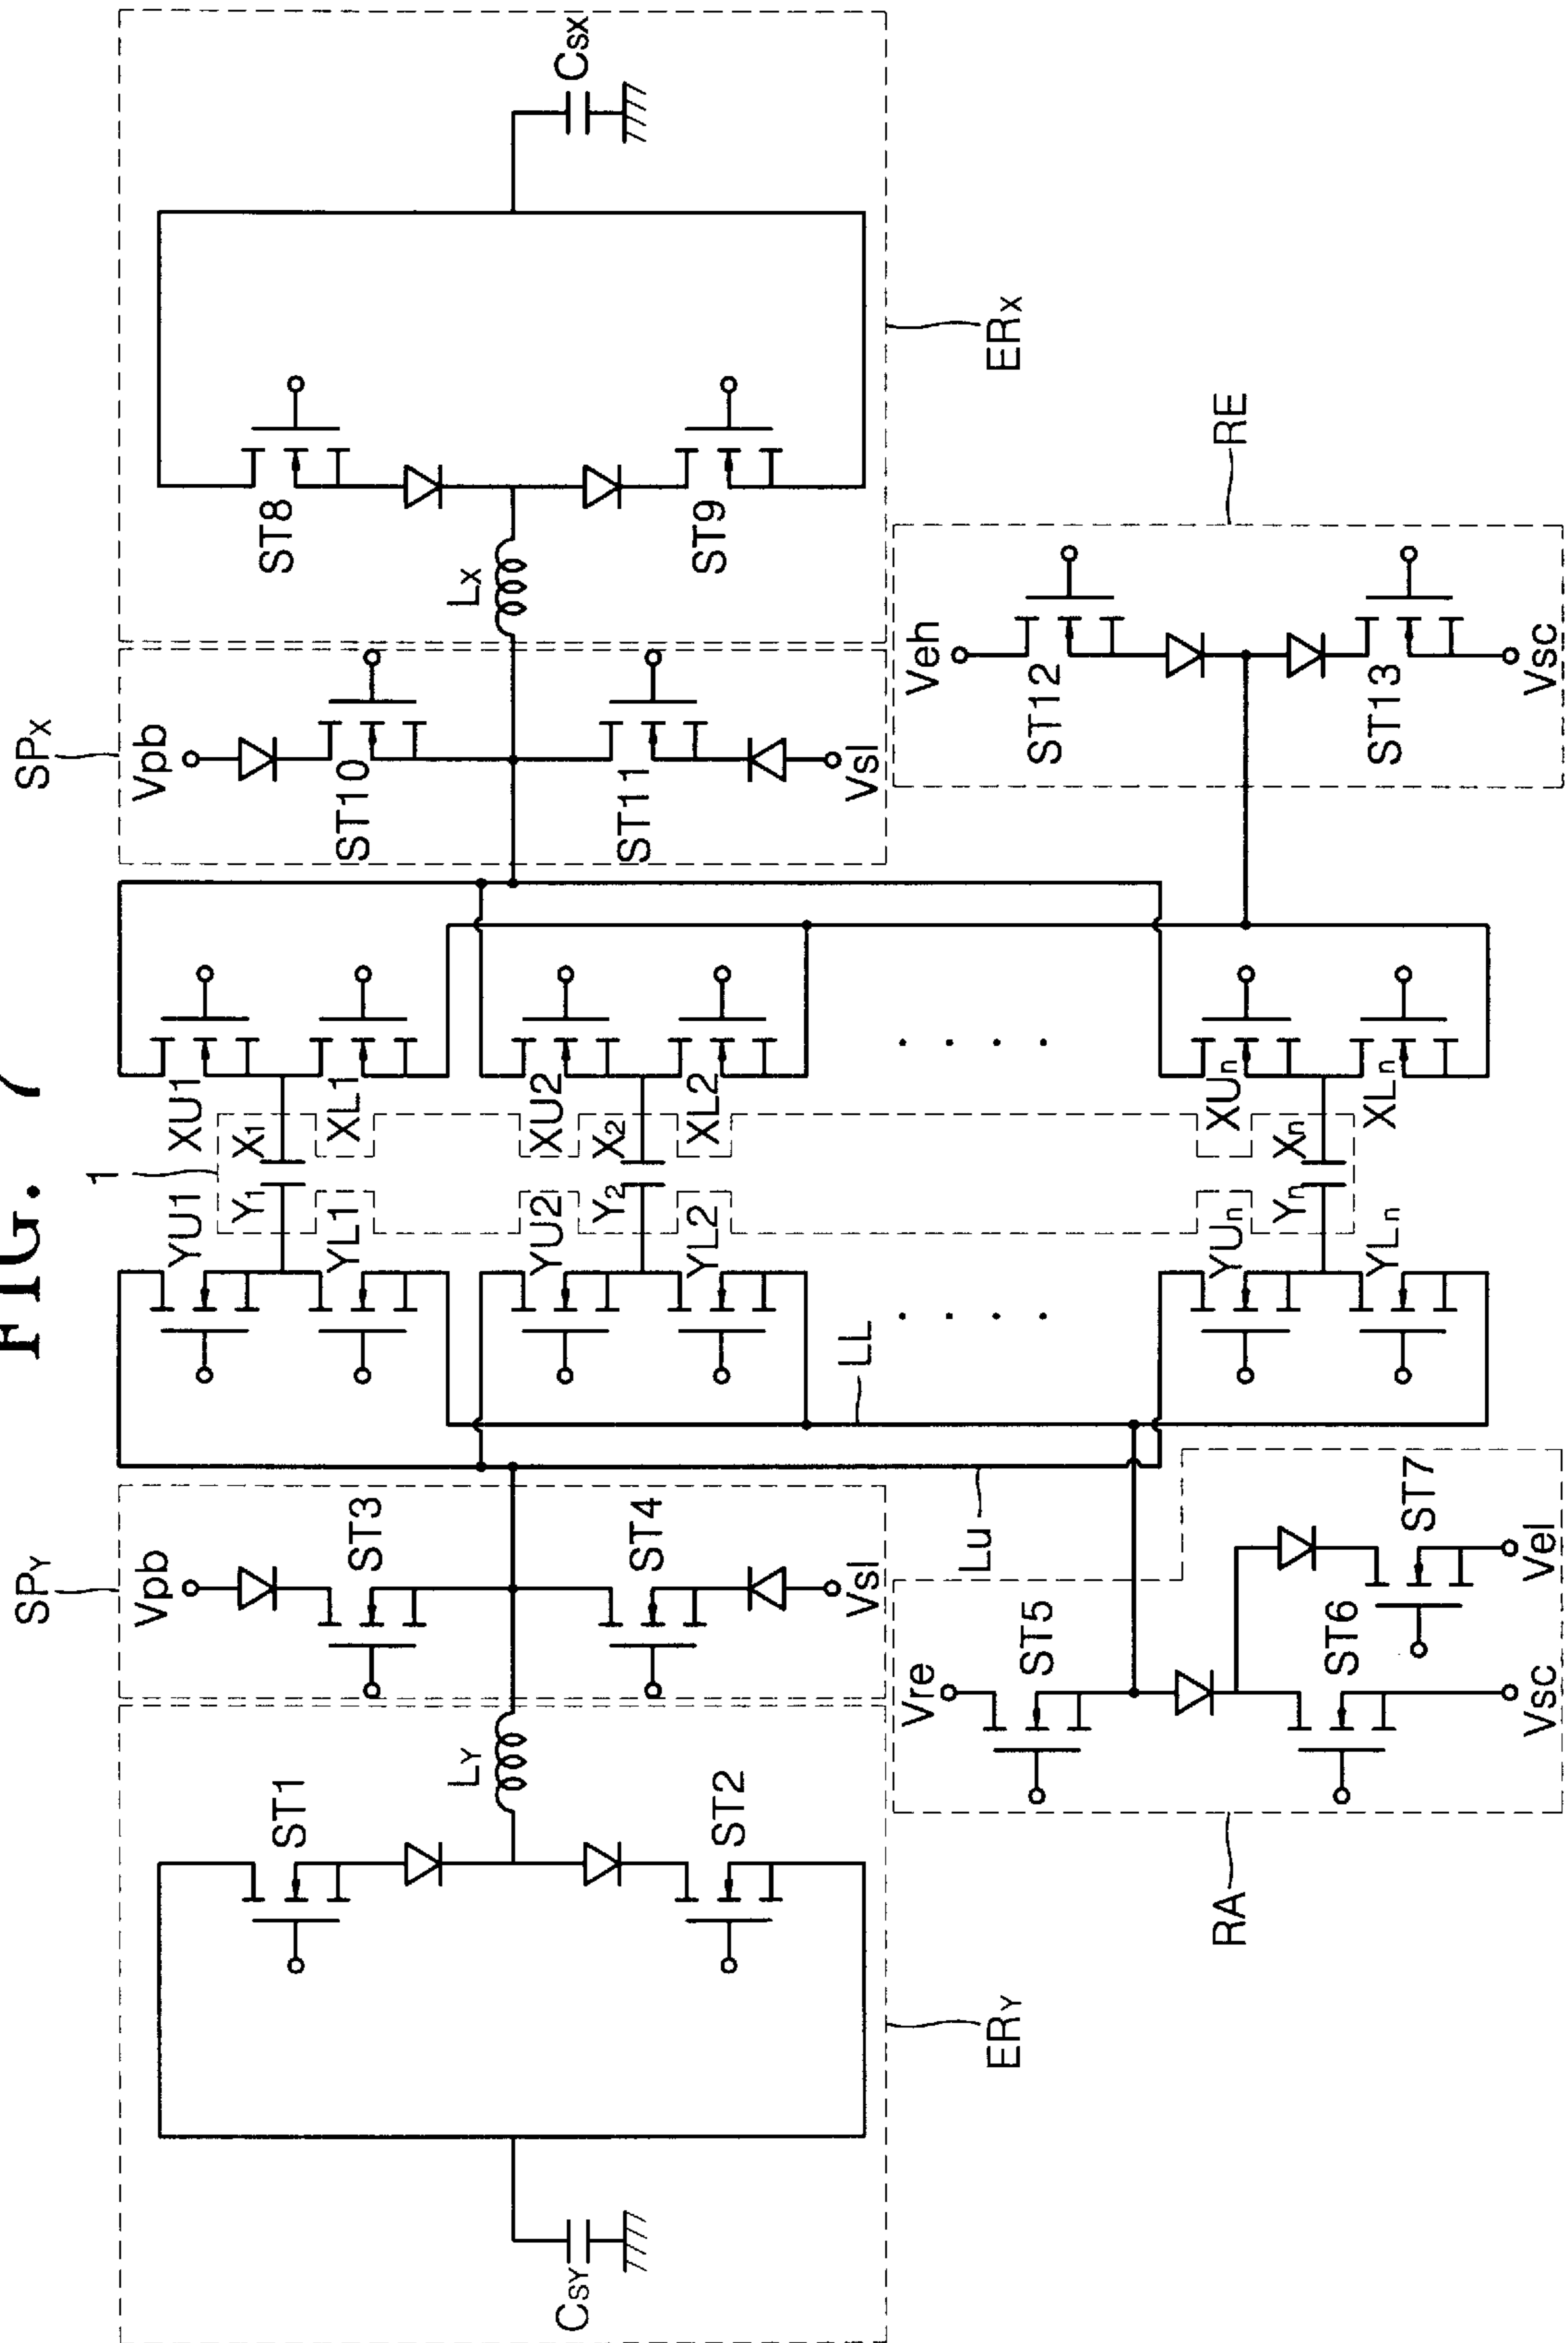 FIG. 7
SPY
SPX
Vpb
Vpb
ST1
ST3
YU1
1
XU1
Y1
X1
YL1
XL1
ST10
ST8
LY
LX
CSY
CSX
YU2
XU2
Y2
X2
YL2
XL2
ST2
ST4
ST11
ST9
Vsl
Vsl
LL
ERY
ERX
Vre
Lu
Veh
ST5
ST12
RA
RE
YUn
XUn
Yn
Xn
YLn
XLn
ST6
ST7
ST13
Vsc
Vel
Vsc